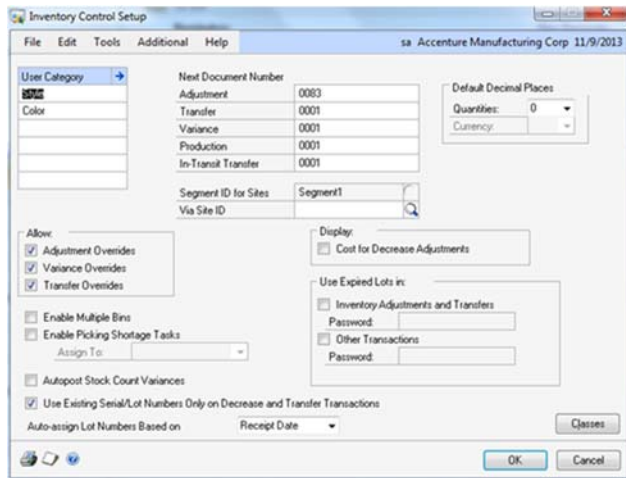 Inventory Control Setup
File Edit Tools Additional Help sa Accenture Manufacturing Corp 11/9/2013
User Category
Style
Color
Next Document Number
Adjustment 0083
Transfer 0001
Variance 0001
Production 0001
In-Transit Transfer 0001
Segment ID for Sites Segment1
Via Site ID
Default Decimal Places
Quantities: 0
Currency:
Allow:
Adjustment Overrides
Variance Overrides
Transfer Overrides
Display:
Cost for Decrease Adjustments
Use Expired Lots in:
Inventory Adjustments and Transfers
Password:
Other Transactions
Password:
Enable Multiple Bins
Enable Picking Shortage Tasks
Assign To:
Autopost Stock Count Variances
Use Existing Serial/Lot Numbers Only on Decrease and Transfer Transactions
Auto-assign Lot Numbers Based on Receipt Date
Classes
OK Cancel